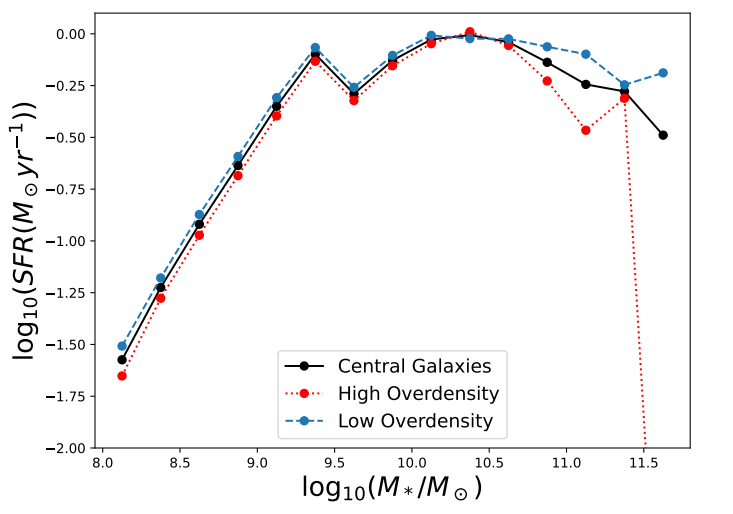 0.00
−0.25
−0.50
−0.75
−1.00
−1.25
−1.50
−1.75
−2.00
log₁₀(SFR(M⊙yr⁻¹))
Central Galaxies
High Overdensity
Low Overdensity
8.0 8.5 9.0 9.5 10.0 10.5 11.0 11.5
log₁₀(M*/M⊙)